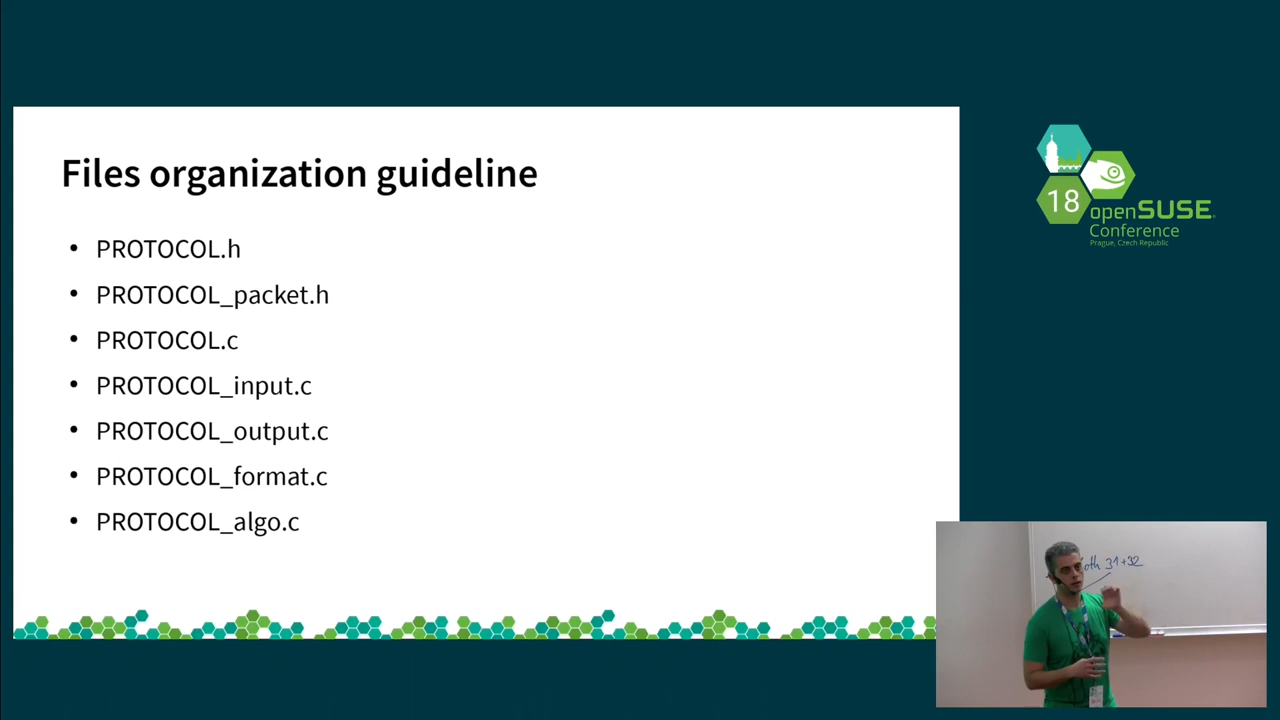 Files organization guideline
• PROTOCOL.h
• PROTOCOL_packet.h
• PROTOCOL.c
• PROTOCOL_input.c
• PROTOCOL_output.c
• PROTOCOL_format.c
• PROTOCOL_algo.c
18
openSUSE
Conference
Prague, Czech Republic
31+32